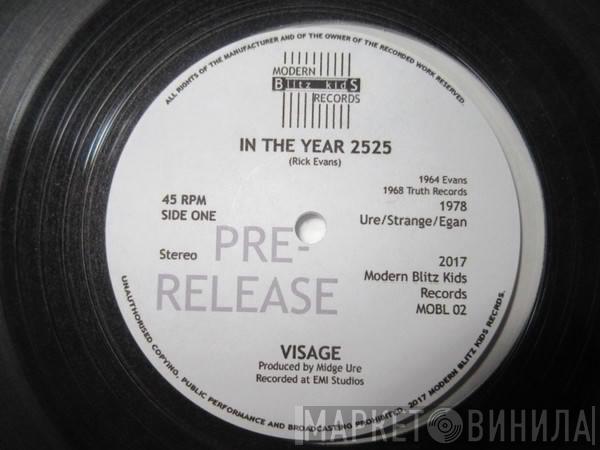 ALL RIGHTS OF THE MANUFACTURER AND OF THE OWNER OF THE RECORDED WORK RESERVED.
MODERN
Blitz kidS
RECORDS
IN THE YEAR 2525
(Rick Evans)
1964 Evans
1968 Truth Records
1978
Ure/Strange/Egan
45 RPM
SIDE ONE
Stereo
PRE-
RELEASE
2017
Modern Blitz Kids
Records
MOBL 02
VISAGE
Produced by Midge Ure
Recorded at EMI Studios
UNAUTHORISED COPYING, PUBLIC PERFORMANCE AND BROADCASTING PROHIBITED. 2017 MODERN BLITZ KIDS RECRDS.
МАРКЕТ ВИНИЛА